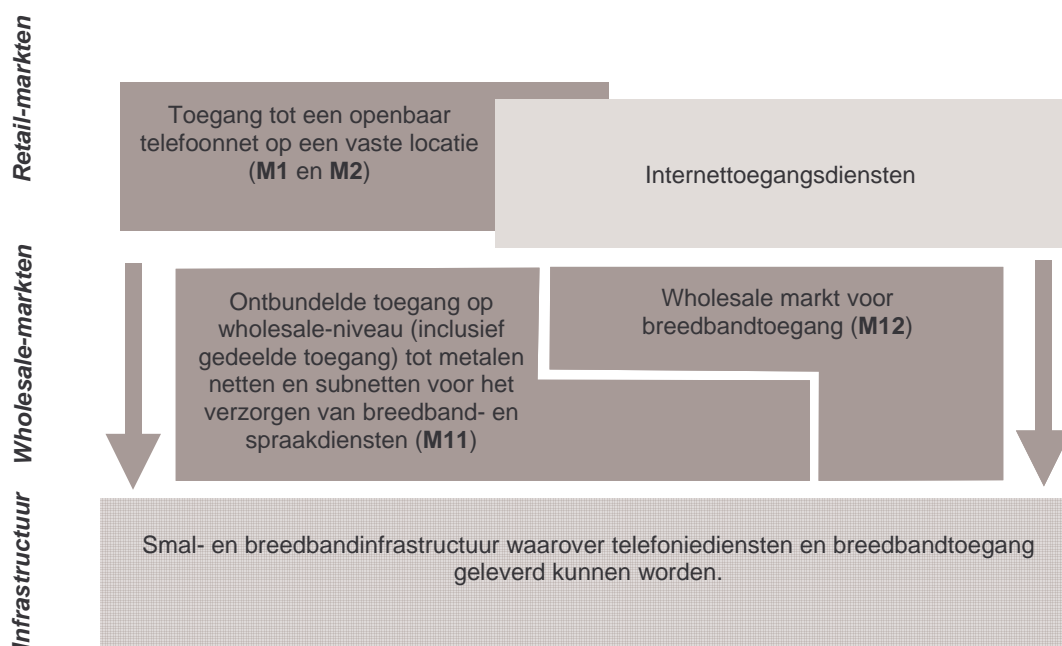 Retail-markten
Toegang tot een openbaar
telefoonnet op een vaste locatie
(M1 en M2)
Internettoegangsdiensten
Wholesale-markten
Ontbundelde toegang op
wholesale-niveau (inclusief
gedeelde toegang) tot metalen
netten en subnetten voor het
verzorgen van breedband- en
spraakdiensten (M11)
Wholesale markt voor
breedbandtoegang (M12)
Infrastructuur
Smal- en breedbandinfrastructuur waarover telefoniediensten en breedbandtoegang
geleverd kunnen worden.